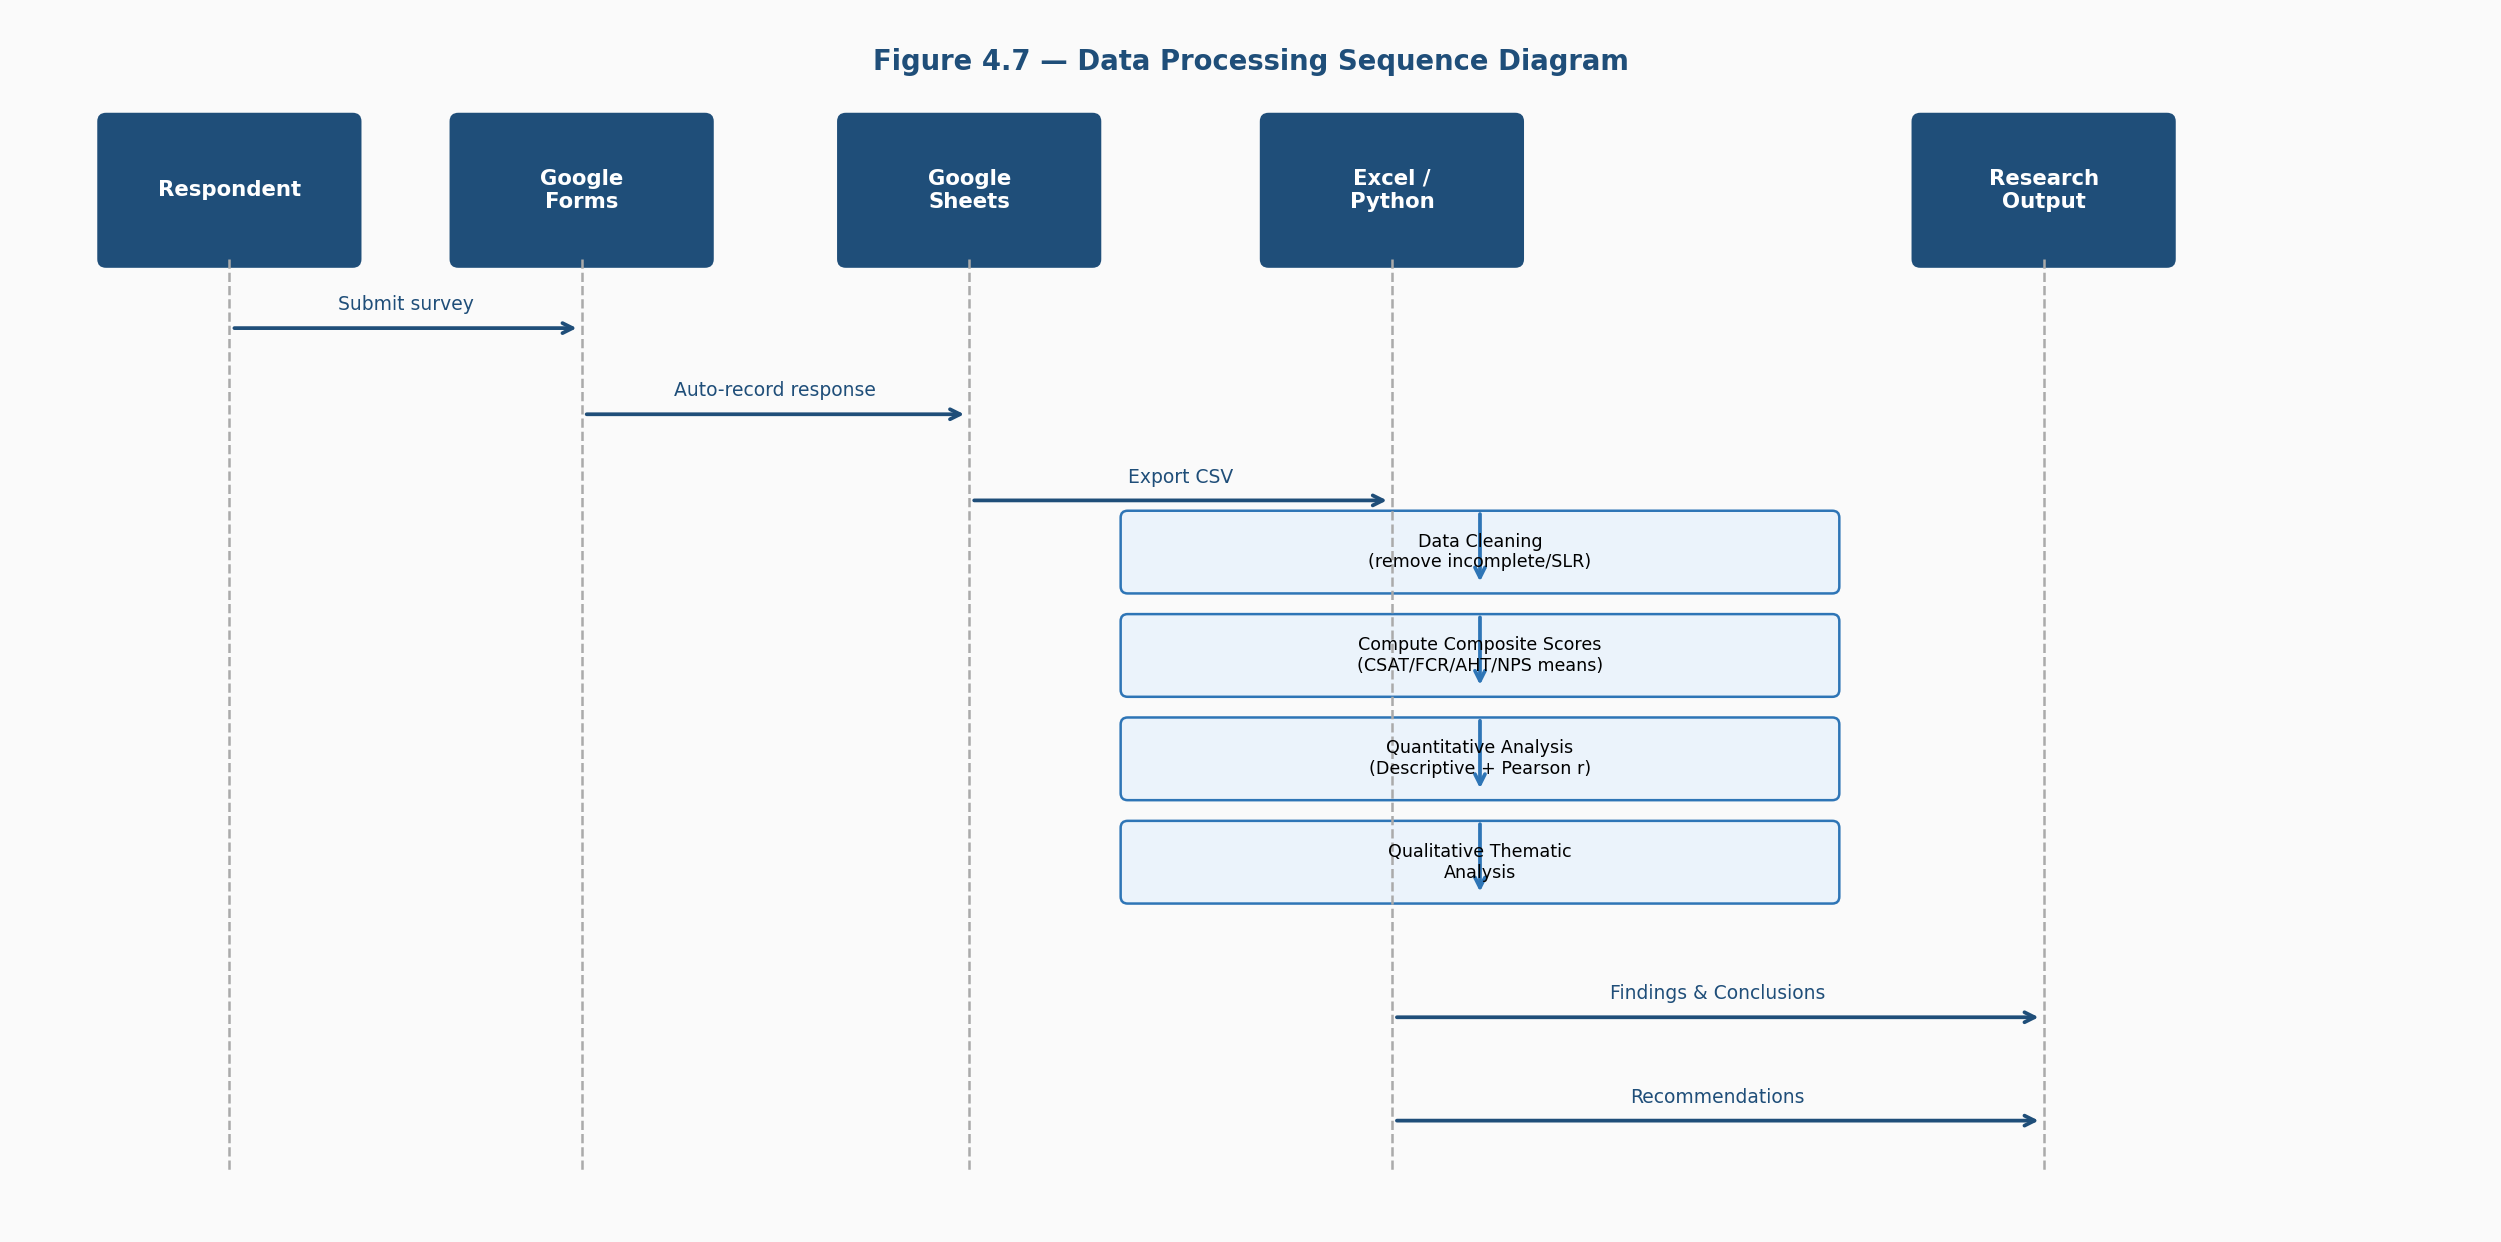 Figure 4.7 — Data Processing Sequence Diagram
Respondent
Google
Forms
Google
Sheets
Excel /
Python
Research
Output
Submit survey
Auto-record response
Export CSV
Data Cleaning
(remove incomplete/SLR)
Compute Composite Scores
(CSAT/FCR/AHT/NPS means)
Quantitative Analysis
(Descriptive + Pearson r)
Qualitative Thematic
Analysis
Findings & Conclusions
Recommendations